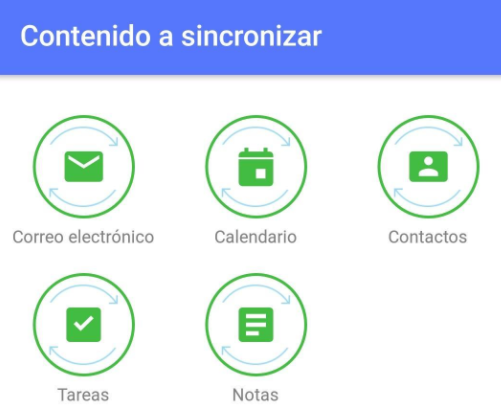 Contenido a sincronizar
Correo electrónico
Calendario
Contactos
Tareas
Notas